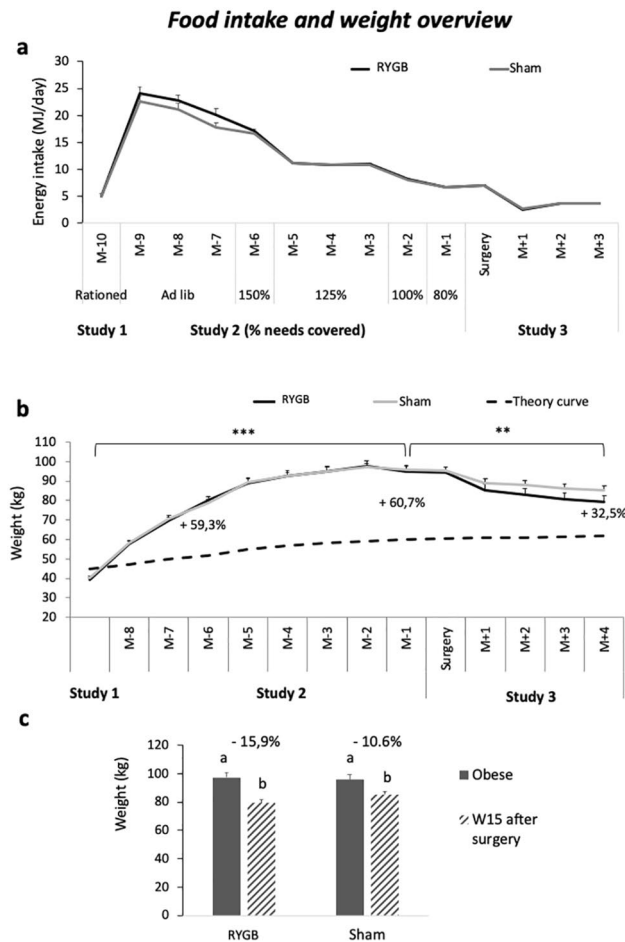 Food intake and weight overview
a
RYGB
Sham
Energy intake (MJ/day)
30
25
20
15
10
5
0
M-10
M-9
M-8
M-7
M-6
M-5
M-4
M-3
M-2
M-1
Surgery
M+1
M+2
M+3
Rationed
Ad lib
150%
125%
100%
80%
Study 1
Study 2 (% needs covered)
Study 3
b
RYGB
Sham
Theory curve
***
**
Weight (kg)
110
100
90
80
70
60
50
40
30
20
+ 59,3%
+ 60,7%
+ 32,5%
M-8
M-7
M-6
M-5
M-4
M-3
M-2
M-1
Surgery
M+1
M+2
M+3
M+4
Study 1
Study 2
Study 3
c
- 15,9%
- 10.6%
Weight (kg)
120
100
80
60
40
20
0
a
b
a
b
Obese
W15 after
surgery
RYGB
Sham